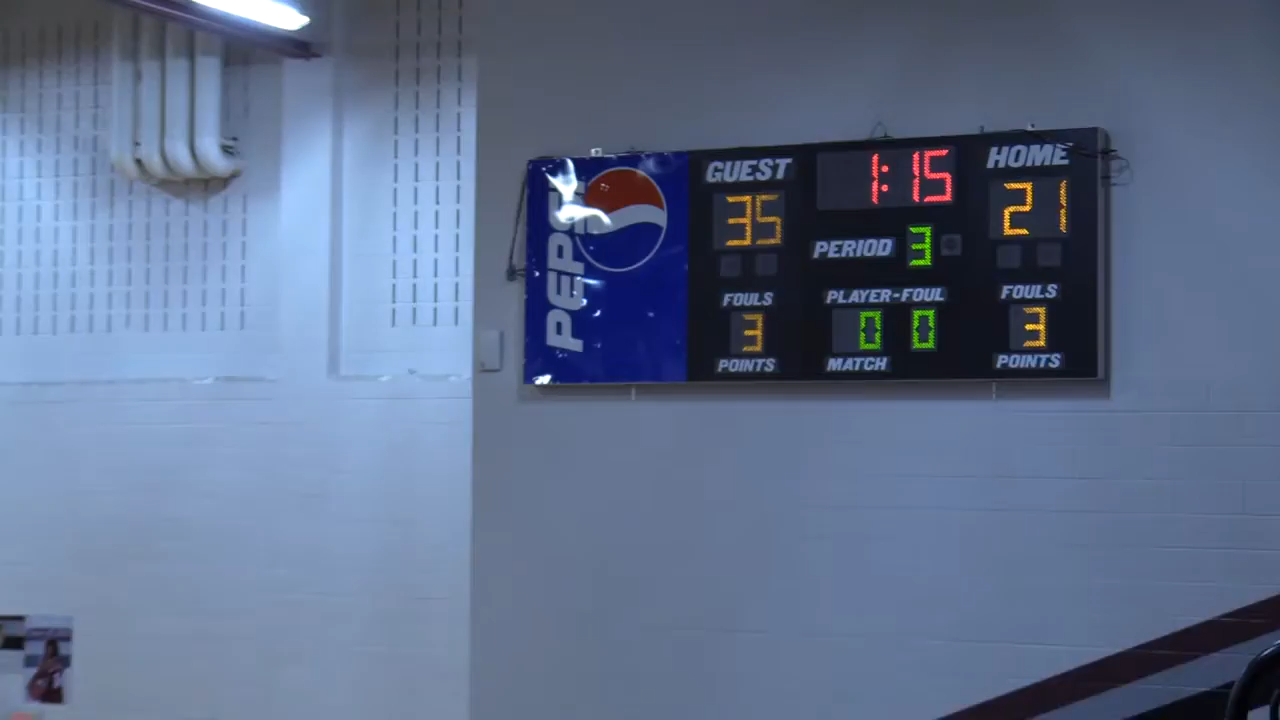 PEPSI
GUEST 1:15 HOME
35 21
PERIOD 3
FOULS PLAYER-FOUL FOULS
3 0 0 3
POINTS MATCH POINTS